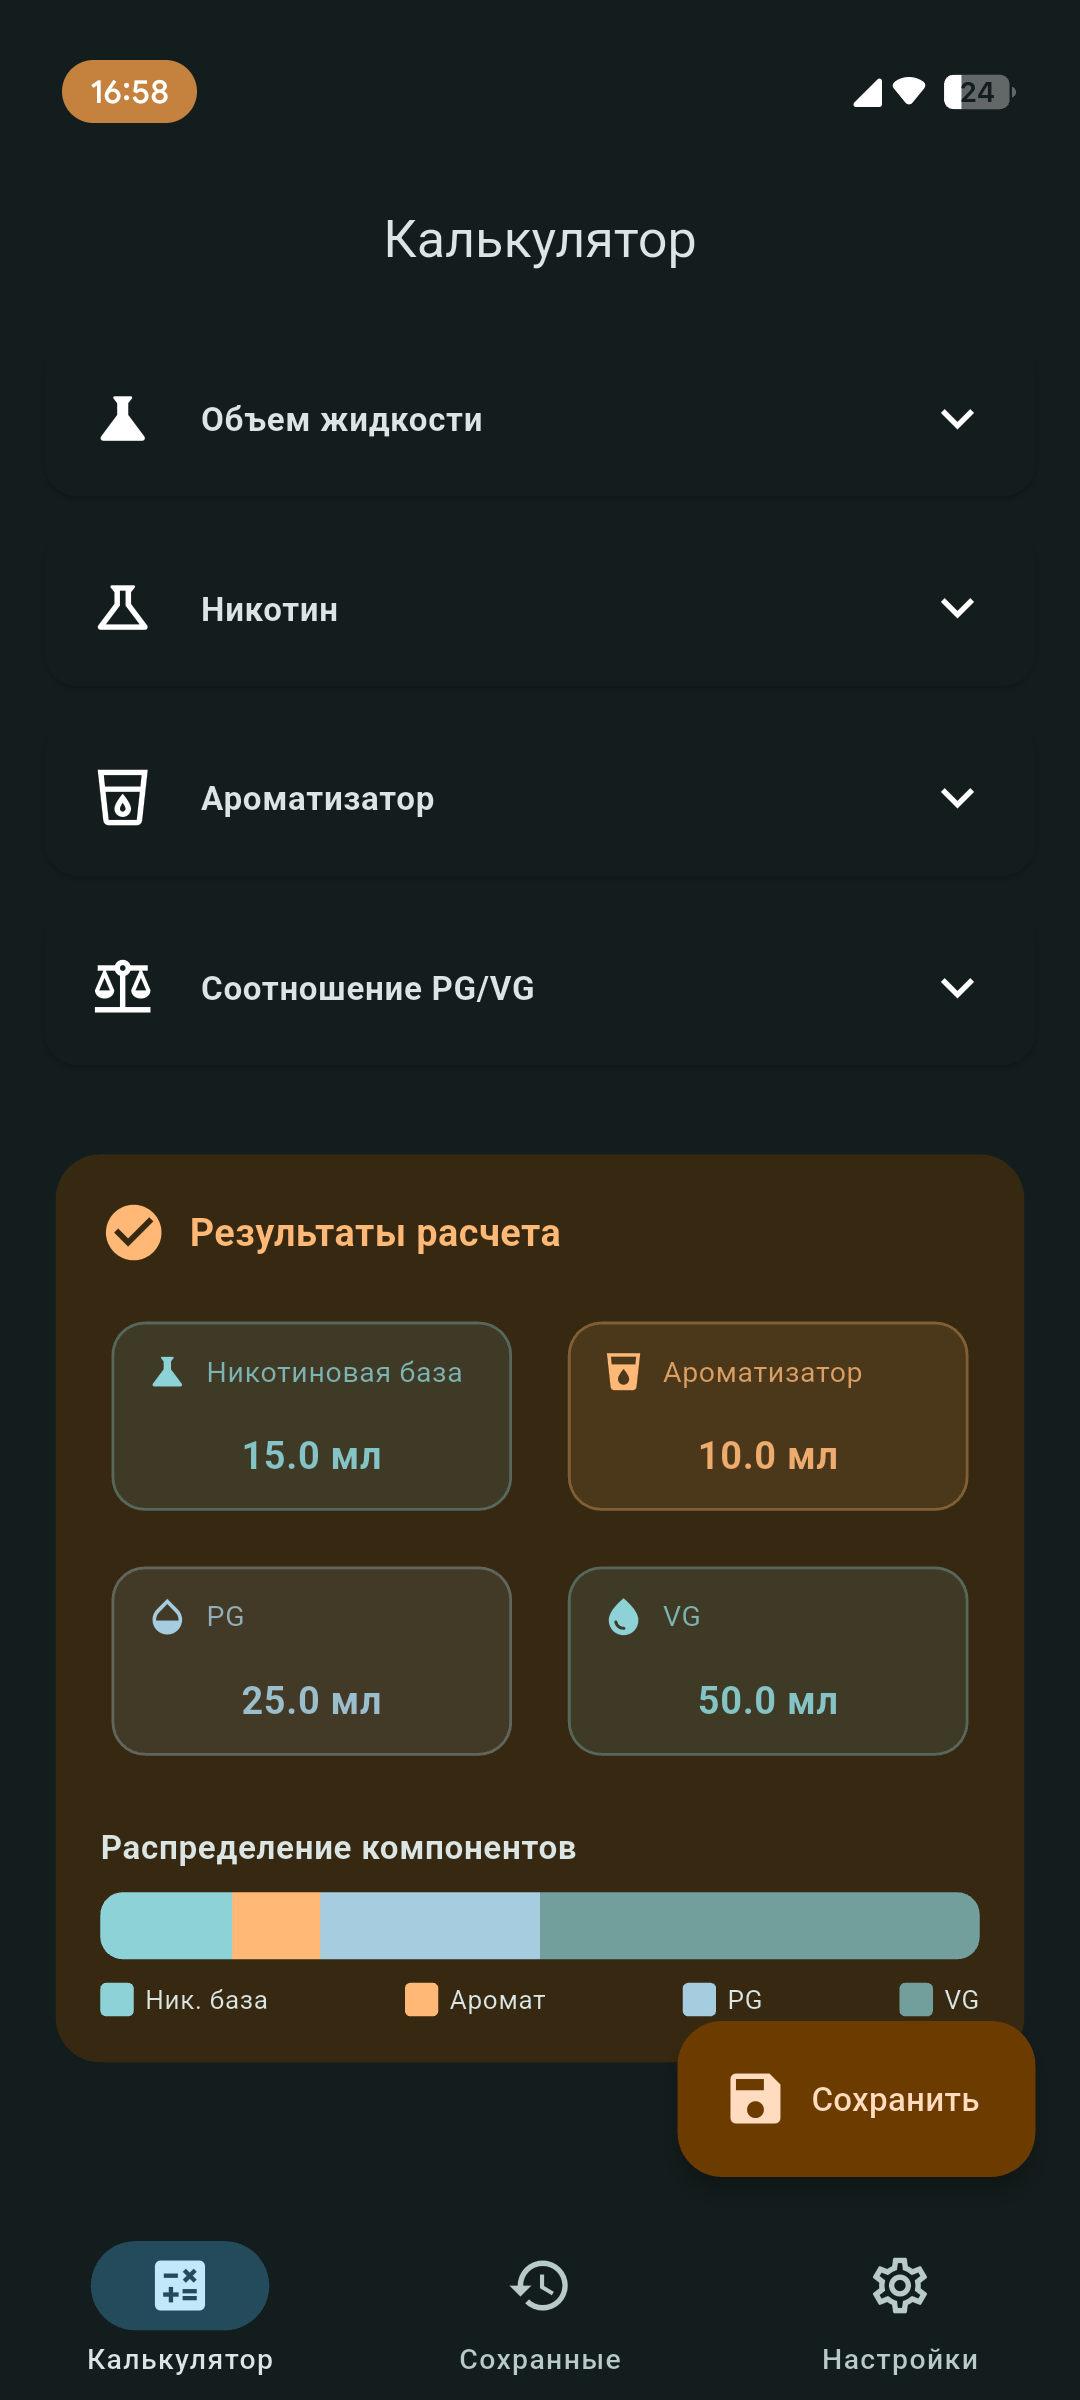 16:58
24
Калькулятор
Объем жидкости
Никотин
Ароматизатор
Соотношение PG/VG
Результаты расчета
Никотиновая база
15.0 мл
Ароматизатор
10.0 мл
PG
25.0 мл
VG
50.0 мл
Распределение компонентов
Ник. база
Аромат
PG
VG
Сохранить
Калькулятор
Сохранные
Настройки